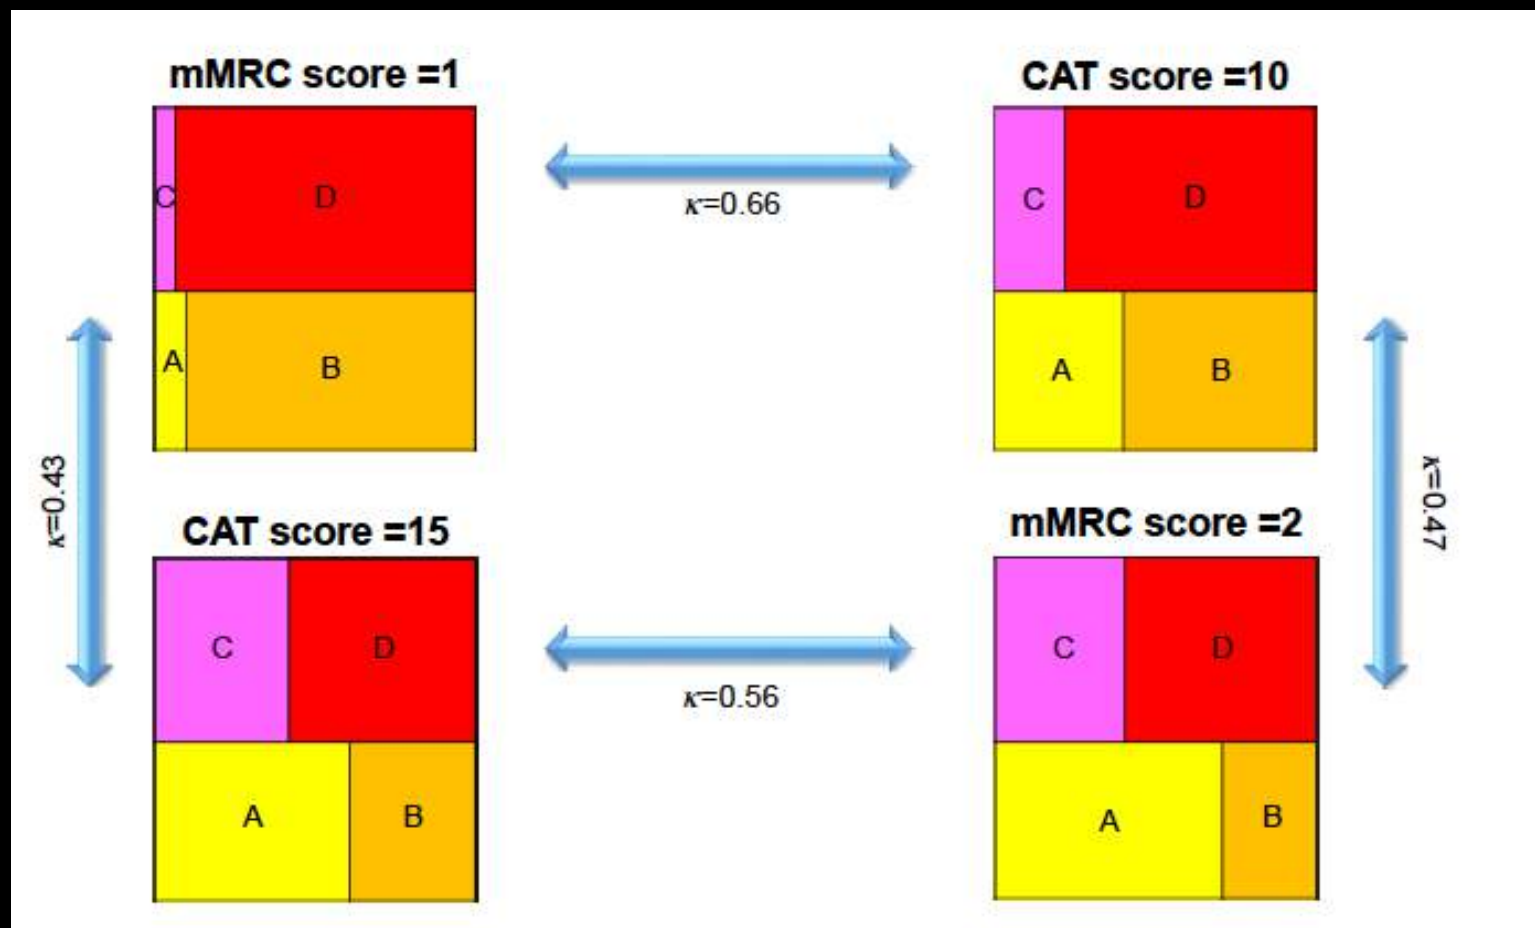 mMRC score =1
CAT score =10
C
D
C
D
κ=0.66
A
B
A
B
κ=0.43
κ=0.47
CAT score =15
mMRC score =2
C
D
C
D
κ=0.56
A
B
A
B